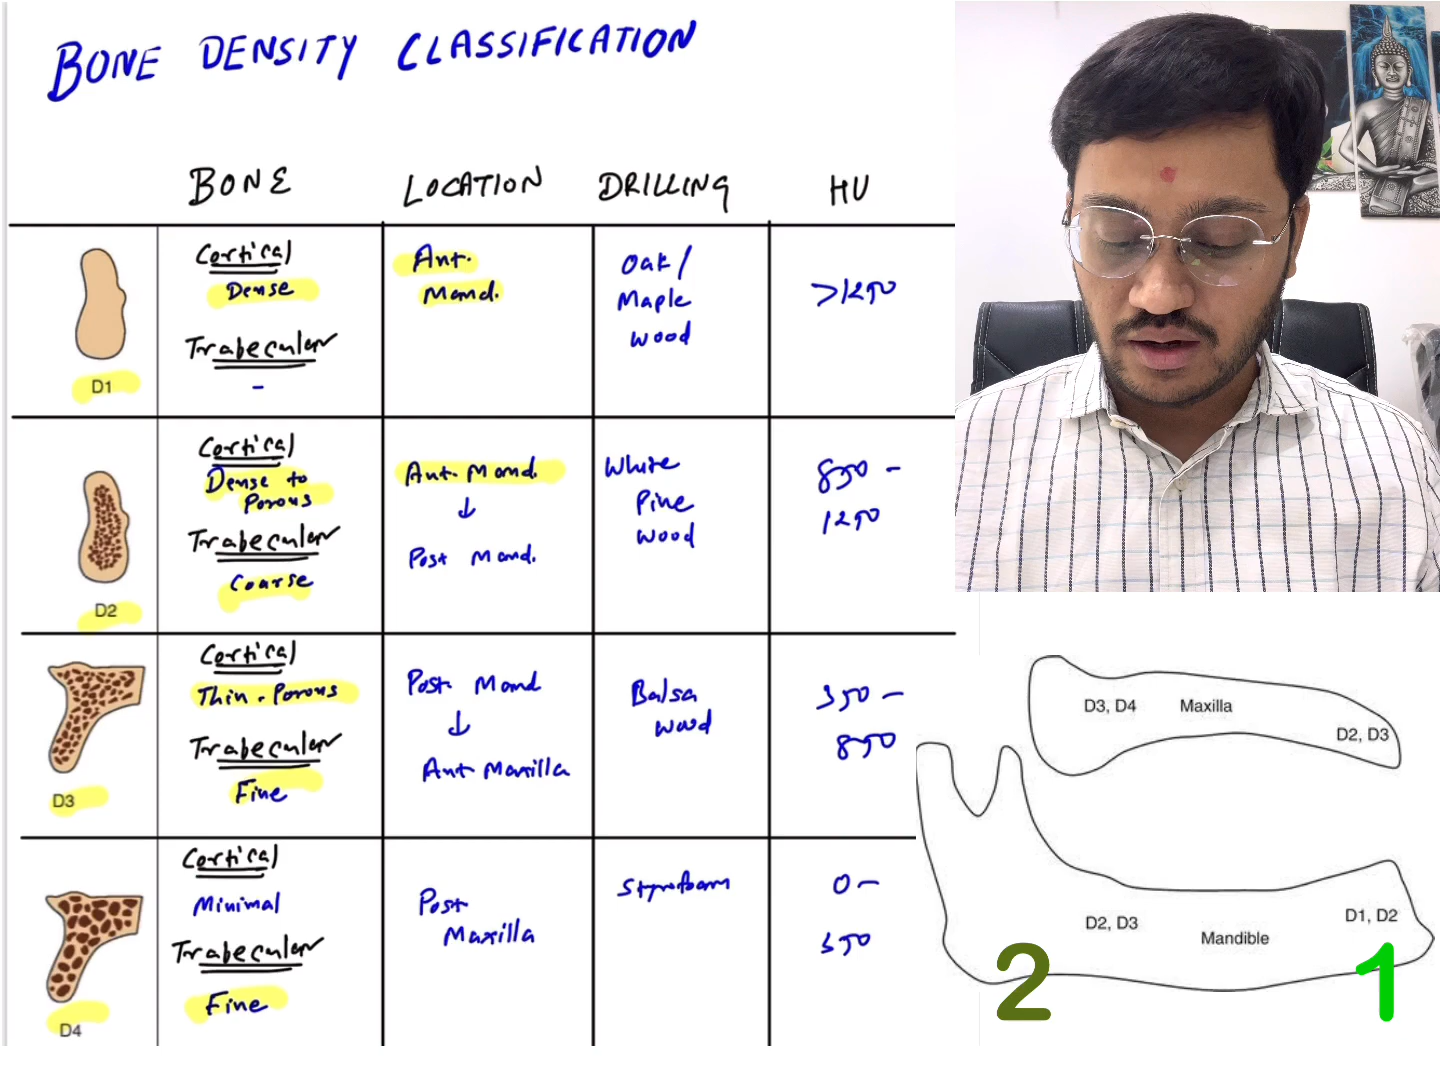 BONE DENSITY CLASSIFICATION
BONE LOCATION DRILLING HU
Cortical
Dense
Trabecular
-
D1
Ant.
Mand.
Oak/
Maple
wood
>1250
Cortical
Dense to
Porous
Trabecular
Coarse
D2
Ant. Mand.
↓
Post Mand.
White
Pine
wood
850 -
1250
Cortical
Thin - Porous
Trabecular
Fine
D3
Post Mand
↓
Ant Maxilla
Balsa
wood
350 -
850
Cortical
Minimal
Trabecular
Fine
D4
Post
Maxilla
Styrofoam
0 -
350
D3, D4 Maxilla
D2, D3
D2, D3
D1, D2
Mandible
2 1